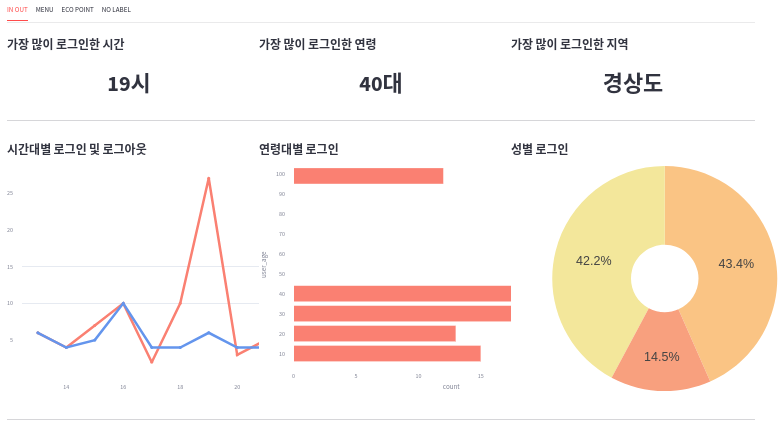 IN OUT MENU ECO POINT NO LABEL
가장 많이 로그인한 시간
가장 많이 로그인한 연령
가장 많이 로그인한 지역
19시
40대
경상도
시간대별 로그인 및 로그아웃
25
20
15
10
5
14 16 18 20
연령대별 로그인
user_age
100
90
80
70
60
50
40
30
20
10
0 5 10 15
count
성별 로그인
42.2%
43.4%
14.5%